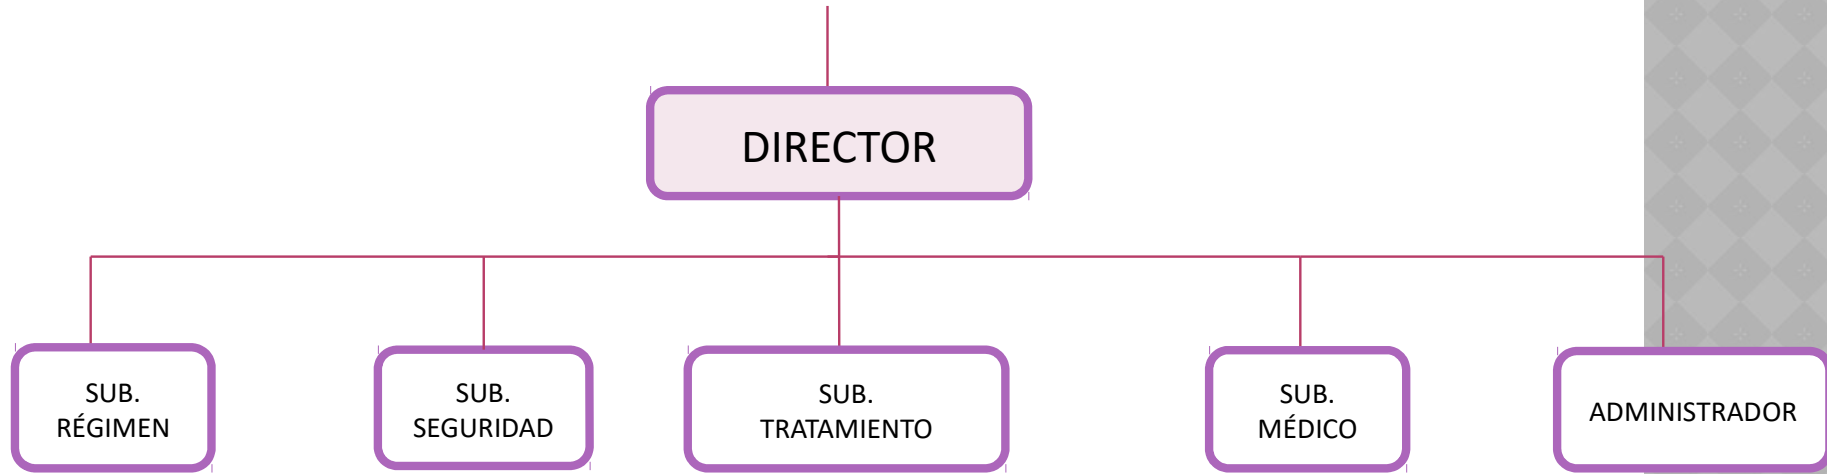 DIRECTOR
SUB.
RÉGIMEN
SUB.
SEGURIDAD
SUB.
TRATAMIENTO
SUB.
MÉDICO
ADMINISTRADOR